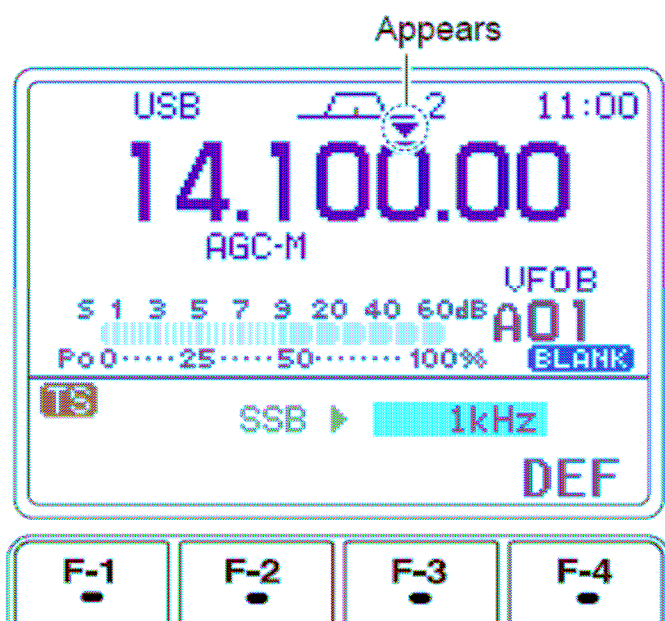 Appears
USB 2 11:00
14.100.00
AGC-M
VFOB
S 1 3 5 7 9 20 40 60dB
A01
Po 0·····25·····50········100% BLANK
TS
SSB ▶ 1kHz
DEF
F-1 F-2 F-3 F-4